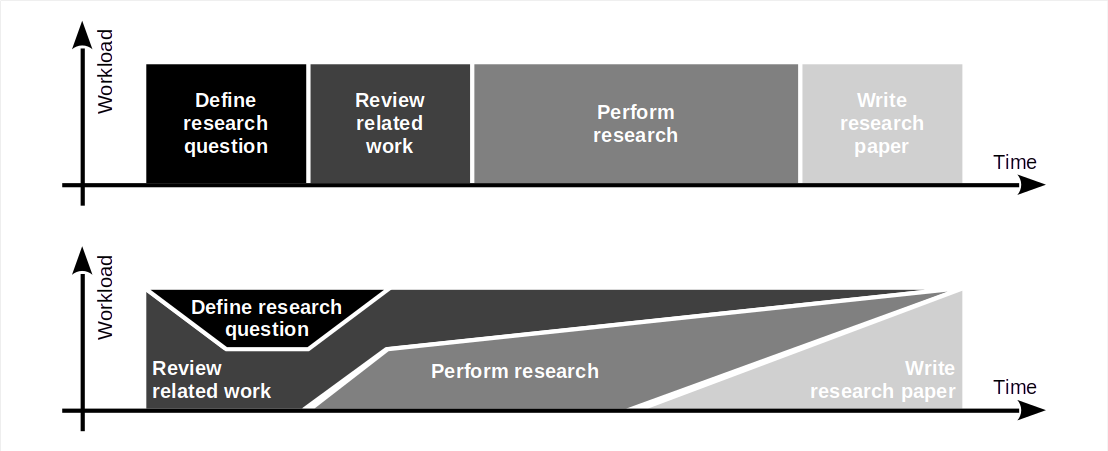 Workload
Define
research
question
Review
related
work
Perform
research
Write
research
paper
Time
Workload
Define research
question
Review
related work
Perform research
Write
research paper
Time